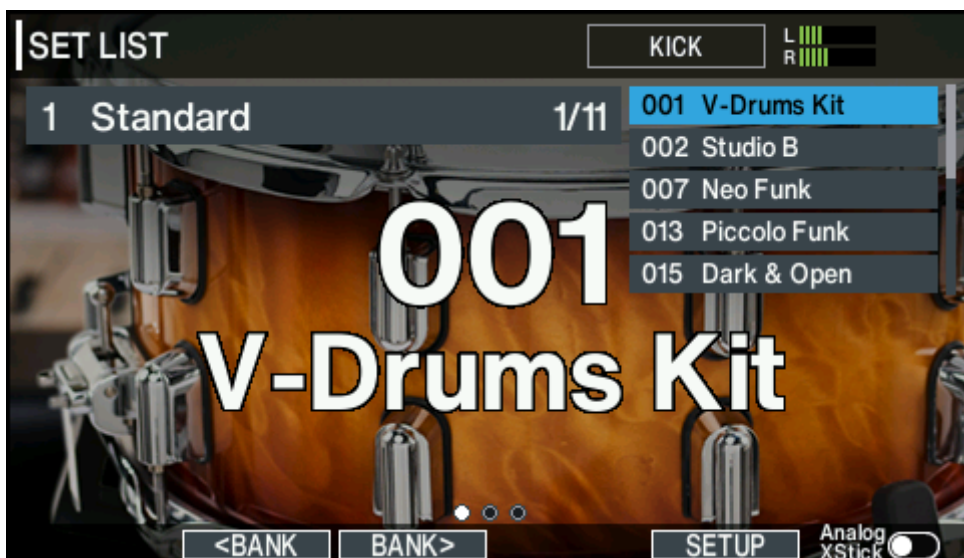 SET LIST
KICK
L
R
1 Standard 1/11
001 V-Drums Kit
002 Studio B
007 Neo Funk
013 Piccolo Funk
015 Dark & Open
001
V-Drums Kit
<BANK
BANK>
SETUP
Analog
XStick